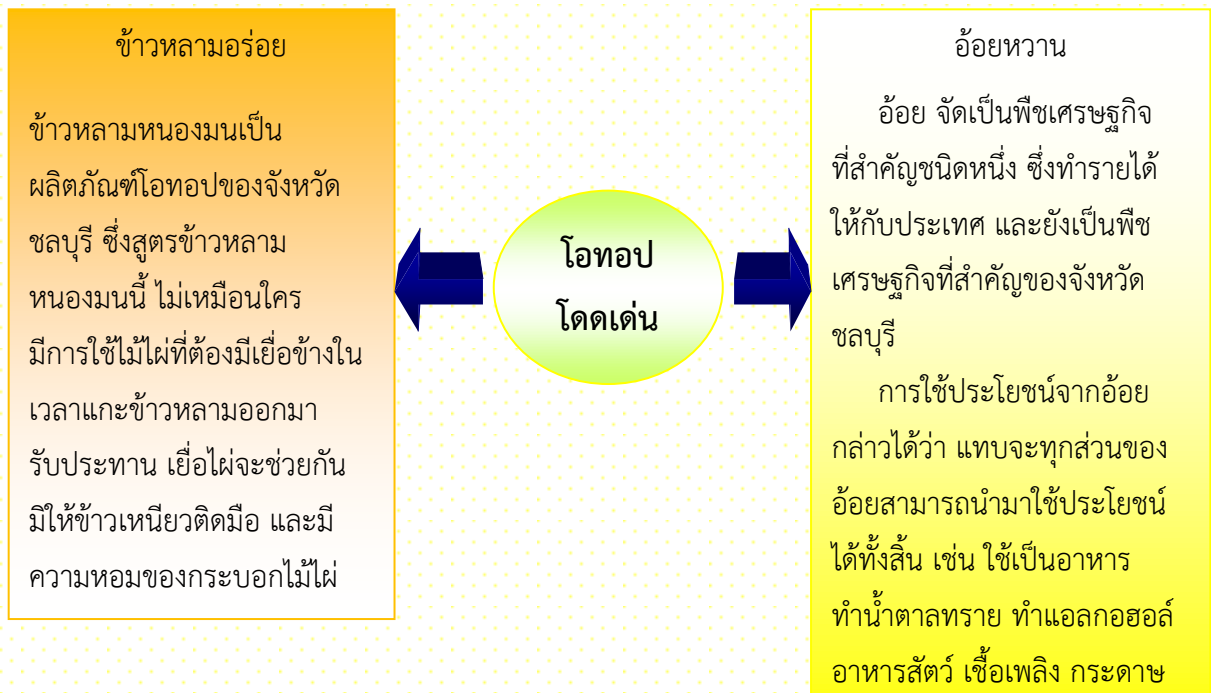 ข้าวหลามอร่อย
ข้าวหลามหนองมนเป็น
ผลิตภัณฑ์โอทอปของจังหวัด
ชลบุรี ซึ่งสูตรข้าวหลาม
หนองมนนี้ ไม่เหมือนใคร
มีการใช้ไม้ไผ่ที่ต้องมีเยื่อข้างใน
เวลาแกะข้าวหลามออกมา
รับประทาน เยื่อไผ่จะช่วยกัน
มิให้ข้าวเหนียวติดมือ และมี
ความหอมของกระบอกไม้ไผ่
โอทอป
โดดเด่น
อ้อยหวาน
อ้อย จัดเป็นพืชเศรษฐกิจ
ที่สำคัญชนิดหนึ่ง ซึ่งทำรายได้
ให้กับประเทศ และยังเป็นพืช
เศรษฐกิจที่สำคัญของจังหวัด
ชลบุรี
การใช้ประโยชน์จากอ้อย
กล่าวได้ว่า แทบจะทุกส่วนของ
อ้อยสามารถนำมาใช้ประโยชน์
ได้ทั้งสิ้น เช่น ใช้เป็นอาหาร
ทำน้ำตาลทราย ทำแอลกอฮอล์
อาหารสัตว์ เชื้อเพลิง กระดาษ